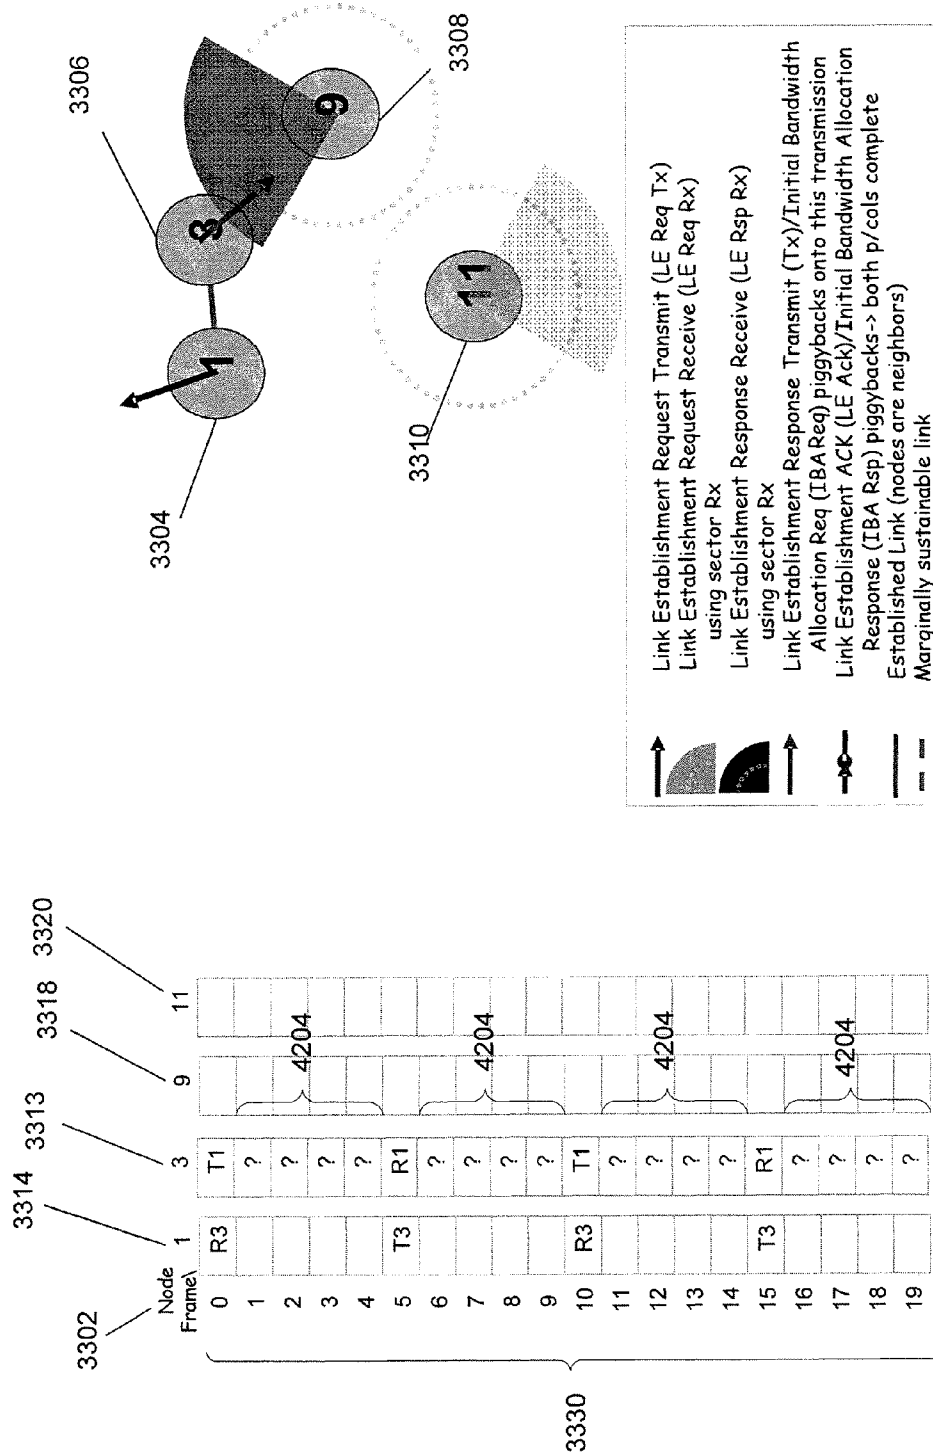 3314
3313
3318
3320
3302
Node
Frame
1
3
9
11
0 R3 T1
1 ?
2 ?
3 ?
4 ?
4204
5 T3 R1
6 ?
7 ?
8 ?
9 ?
4204
10 R3 T1
11 ?
12 ?
13 ?
14 ?
4204
15 T3 R1
16 ?
17 ?
18 ?
19 ?
4204
3330
3304
3306
3308
3310
1
3
9
11
Link Establishment Request Transmit (LE Req Tx)
Link Establishment Request Receive (LE Req Rx)
using sector Rx
Link Establishment Response Receive (LE Rsp Rx)
using sector Rx
Link Establishment Response Transmit (Tx)/Initial Bandwidth
Allocation Req (IBA Req) piggybacks onto this transmission
Link Establishment ACK (LE Ack)/Initial Bandwidth Allocation
Response (IBA Rsp) piggybacks-> both p/cols complete
Established Link (nodes are neighbors)
Marginally sustainable link